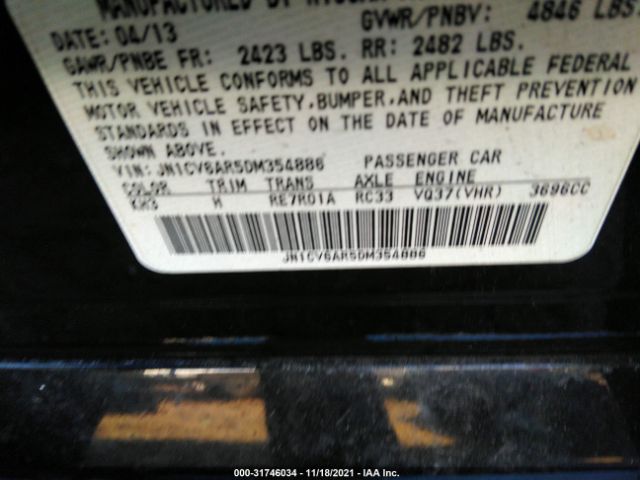 MANUFACTURED BY
GVWR/PNBV: 4846 LBS
DATE: 04/13
GAWR/PNBE FR: 2423 LBS. RR: 2482 LBS.
THIS VEHICLE CONFORMS TO ALL APPLICABLE FEDERAL
MOTOR VEHICLE SAFETY, BUMPER, AND THEFT PREVENTION
STANDARDS IN EFFECT ON THE DATE OF MANUFACTURE
SHOWN ABOVE.
VIN: JN1CV6AR5DM354886 PASSENGER CAR
COLOR TRIM TRANS AXLE ENGINE
KH3 H RE7R01A RC33 VQ37(VHR) 3696CC
JN1CV6AR5DM354886
000-31746034 - 11/18/2021 - IAA Inc.